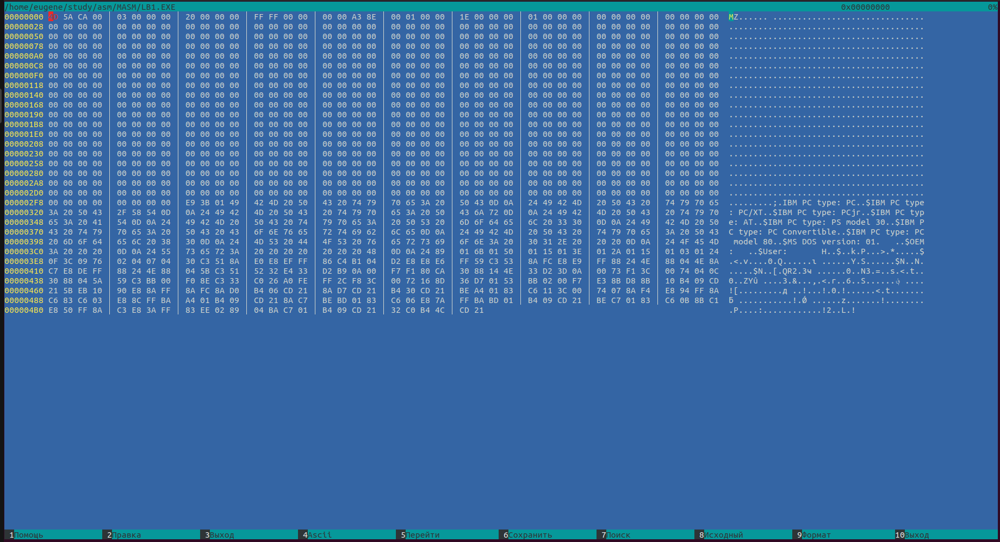 /home/eugene/study/asm/MASM/LB1.EXE 0x00000000 0%
00000000 4D 5A CA 00 │ 03 00 00 00 │ 20 00 00 00 │ FF FF 00 00 │ 00 00 A3 8E │ 00 01 00 00 │ 1E 00 00 00 │ 01 00 00 00 │ 00 00 00 00 │ 00 00 00 00 MZ...... ...............................
00000028 00 00 00 00 │ 00 00 00 00 │ 00 00 00 00 │ 00 00 00 00 │ 00 00 00 00 │ 00 00 00 00 │ 00 00 00 00 │ 00 00 00 00 │ 00 00 00 00 │ 00 00 00 00 ........................................
00000050 00 00 00 00 │ 00 00 00 00 │ 00 00 00 00 │ 00 00 00 00 │ 00 00 00 00 │ 00 00 00 00 │ 00 00 00 00 │ 00 00 00 00 │ 00 00 00 00 │ 00 00 00 00 ........................................
00000078 00 00 00 00 │ 00 00 00 00 │ 00 00 00 00 │ 00 00 00 00 │ 00 00 00 00 │ 00 00 00 00 │ 00 00 00 00 │ 00 00 00 00 │ 00 00 00 00 │ 00 00 00 00 ........................................
000000A0 00 00 00 00 │ 00 00 00 00 │ 00 00 00 00 │ 00 00 00 00 │ 00 00 00 00 │ 00 00 00 00 │ 00 00 00 00 │ 00 00 00 00 │ 00 00 00 00 │ 00 00 00 00 ........................................
000000C8 00 00 00 00 │ 00 00 00 00 │ 00 00 00 00 │ 00 00 00 00 │ 00 00 00 00 │ 00 00 00 00 │ 00 00 00 00 │ 00 00 00 00 │ 00 00 00 00 │ 00 00 00 00 ........................................
000000F0 00 00 00 00 │ 00 00 00 00 │ 00 00 00 00 │ 00 00 00 00 │ 00 00 00 00 │ 00 00 00 00 │ 00 00 00 00 │ 00 00 00 00 │ 00 00 00 00 │ 00 00 00 00 ........................................
00000118 00 00 00 00 │ 00 00 00 00 │ 00 00 00 00 │ 00 00 00 00 │ 00 00 00 00 │ 00 00 00 00 │ 00 00 00 00 │ 00 00 00 00 │ 00 00 00 00 │ 00 00 00 00 ........................................
00000140 00 00 00 00 │ 00 00 00 00 │ 00 00 00 00 │ 00 00 00 00 │ 00 00 00 00 │ 00 00 00 00 │ 00 00 00 00 │ 00 00 00 00 │ 00 00 00 00 │ 00 00 00 00 ........................................
00000168 00 00 00 00 │ 00 00 00 00 │ 00 00 00 00 │ 00 00 00 00 │ 00 00 00 00 │ 00 00 00 00 │ 00 00 00 00 │ 00 00 00 00 │ 00 00 00 00 │ 00 00 00 00 ........................................
00000190 00 00 00 00 │ 00 00 00 00 │ 00 00 00 00 │ 00 00 00 00 │ 00 00 00 00 │ 00 00 00 00 │ 00 00 00 00 │ 00 00 00 00 │ 00 00 00 00 │ 00 00 00 00 ........................................
000001B8 00 00 00 00 │ 00 00 00 00 │ 00 00 00 00 │ 00 00 00 00 │ 00 00 00 00 │ 00 00 00 00 │ 00 00 00 00 │ 00 00 00 00 │ 00 00 00 00 │ 00 00 00 00 ........................................
000001E0 00 00 00 00 │ 00 00 00 00 │ 00 00 00 00 │ 00 00 00 00 │ 00 00 00 00 │ 00 00 00 00 │ 00 00 00 00 │ 00 00 00 00 │ 00 00 00 00 │ 00 00 00 00 ........................................
00000208 00 00 00 00 │ 00 00 00 00 │ 00 00 00 00 │ 00 00 00 00 │ 00 00 00 00 │ 00 00 00 00 │ 00 00 00 00 │ 00 00 00 00 │ 00 00 00 00 │ 00 00 00 00 ........................................
00000230 00 00 00 00 │ 00 00 00 00 │ 00 00 00 00 │ 00 00 00 00 │ 00 00 00 00 │ 00 00 00 00 │ 00 00 00 00 │ 00 00 00 00 │ 00 00 00 00 │ 00 00 00 00 ........................................
00000258 00 00 00 00 │ 00 00 00 00 │ 00 00 00 00 │ 00 00 00 00 │ 00 00 00 00 │ 00 00 00 00 │ 00 00 00 00 │ 00 00 00 00 │ 00 00 00 00 │ 00 00 00 00 ........................................
00000280 00 00 00 00 │ 00 00 00 00 │ 00 00 00 00 │ 00 00 00 00 │ 00 00 00 00 │ 00 00 00 00 │ 00 00 00 00 │ 00 00 00 00 │ 00 00 00 00 │ 00 00 00 00 ........................................
000002A8 00 00 00 00 │ 00 00 00 00 │ 00 00 00 00 │ 00 00 00 00 │ 00 00 00 00 │ 00 00 00 00 │ 00 00 00 00 │ 00 00 00 00 │ 00 00 00 00 │ 00 00 00 00 ........................................
000002D0 00 00 00 00 │ 00 00 00 00 │ 00 00 00 00 │ 00 00 00 00 │ 00 00 00 00 │ 00 00 00 00 │ 00 00 00 00 │ 00 00 00 00 │ 00 00 00 00 │ 00 00 00 00 ........................................
000002F8 00 00 00 00 │ 00 00 00 00 │ E9 3B 01 49 │ 42 4D 20 50 │ 43 20 74 79 │ 70 65 3A 20 │ 50 43 0D 0A │ 24 49 42 4D │ 20 50 43 20 │ 74 79 70 65 .........;.IBM PC type: PC..$IBM PC type
00000320 3A 20 50 43 │ 2F 58 54 0D │ 0A 24 49 42 │ 4D 20 50 43 │ 20 74 79 70 │ 65 3A 20 50 │ 43 6A 72 0D │ 0A 24 49 42 │ 4D 20 50 43 │ 20 74 79 70 : PC/XT..$IBM PC type: PCjr..$IBM PC typ
00000348 65 3A 20 41 │ 54 0D 0A 24 │ 49 42 4D 20 │ 50 43 20 74 │ 79 70 65 3A │ 20 50 53 20 │ 6D 6F 64 65 │ 6C 20 33 30 │ 0D 0A 24 49 │ 42 4D 20 50 e: AT..$IBM PC type: PS model 30..$IBM P
00000370 43 20 74 79 │ 70 65 3A 20 │ 50 43 20 43 │ 6F 6E 76 65 │ 72 74 69 62 │ 6C 65 0D 0A │ 24 49 42 4D │ 20 50 43 20 │ 74 79 70 65 │ 3A 20 50 43 C type: PC Convertible..$IBM PC type: PC
00000398 20 6D 6F 64 │ 65 6C 20 38 │ 30 0D 0A 24 │ 4D 53 20 44 │ 4F 53 20 76 │ 65 72 73 69 │ 6F 6E 3A 20 │ 30 31 2E 20 │ 20 20 0D 0A │ 24 4F 45 4D  model 80..$MS DOS version: 01.   ..$OEM
000003C0 3A 20 20 20 │ 0D 0A 24 55 │ 73 65 72 3A │ 20 20 20 20 │ 20 20 20 48 │ 0D 0A 24 89 │ 01 6B 01 50 │ 01 15 01 3E │ 01 2A 01 15 │ 01 03 01 24 :   ..$User:       H..$..k.P...>.*.....$
000003E8 0F 3C 09 76 │ 02 04 07 04 │ 30 C3 51 8A │ E0 E8 EF FF │ 86 C4 B1 04 │ D2 E8 E8 E6 │ FF 59 C3 53 │ 8A FC E8 E9 │ FF 88 24 4E │ 88 04 4E 8A .<.v....0.Q......ι ......Y.S......$N..N.
00000410 C7 E8 DE FF │ 88 24 4E 88 │ 04 5B C3 51 │ 52 32 E4 33 │ D2 B9 0A 00 │ F7 F1 80 CA │ 30 88 14 4E │ 33 D2 3D 0A │ 00 73 F1 3C │ 00 74 04 0C .....$N..[.QR2.3ҹ ......0..N3.=..s.<.t..
00000438 30 88 04 5A │ 59 C3 BB 00 │ F0 8E C3 33 │ C0 26 A0 FE │ FF 2C F8 3C │ 00 72 16 8D │ 36 D7 01 53 │ BB 02 00 F7 │ E3 8B D8 8B │ 10 B4 09 CD
00000460 21 5B EB 10 │ 90 E8 8A FF │ 8A FC 8A D0 │ B4 06 CD 21 │ 8A D7 CD 21 │ B4 30 CD 21 │ BE A4 01 83 │ C6 11 3C 00 │ 74 07 8A F4 │ E8 94 FF 8A ![.........д ..!...!.0.!......<.t.......
00000488 C6 83 C6 03 │ E8 8C FF BA │ A4 01 B4 09 │ CD 21 8A C7 │ BE BD 01 83 │ C6 06 E8 7A │ FF BA BD 01 │ B4 09 CD 21 │ BE C7 01 83 │ C6 0B 8B C1
000004B0 E8 50 FF 8A │ C3 E8 3A FF │ 83 EE 02 89 │ 04 BA C7 01 │ B4 09 CD 21 │ 32 C0 B4 4C │ CD 21 .P....:............!2..L.!
1Помощь 2Правка 3Выход 4Ascii 5Перейти 6Сохранить 7Поиск 8Исходный 9Формат 10Выход